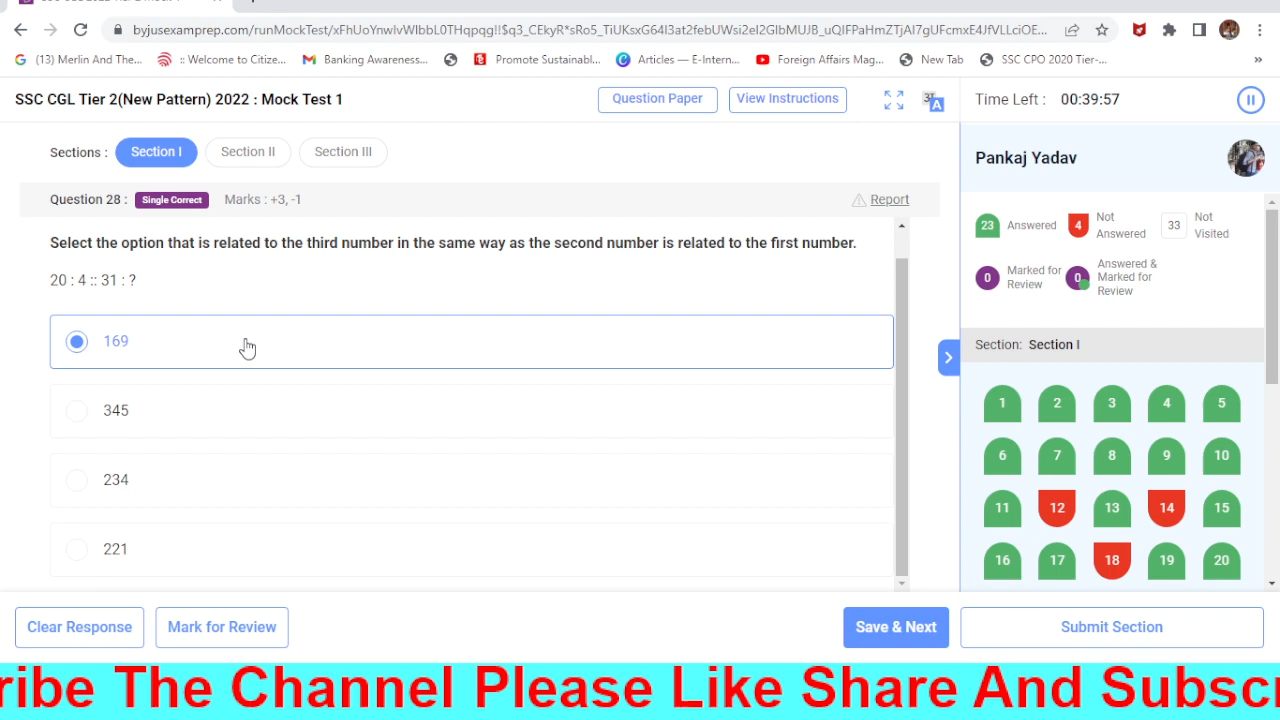 byjusexamprep.com/runMockTest/xFhUoYnwIvWlbbL0THqpqg!!$q3_CEkyR*sRo5_TiUKsxG64I3at2febUWsi2eI2GlbMUJ8_uQIFPaHmZTjAI7gUFcmxE4JfVLLciOE...
(13) Merlin And The...
:: Welcome to Citize...
Banking Awareness...
Promote Sustainabl...
Articles — E-Intern...
Foreign Affairs Mag...
New Tab
SSC CPO 2020 Tier-...
»
SSC CGL Tier 2(New Pattern) 2022 : Mock Test 1
Question Paper
View Instructions
Time Left : 00:39:57
Sections :
Section I
Section II
Section III
Pankaj Yadav
Question 28 : Single Correct Marks : +3, -1
Report
23 Answered
4 Not Answered
33 Not Visited
0 Marked for Review
0 Answered & Marked for Review
Select the option that is related to the third number in the same way as the second number is related to the first number.
20 : 4 :: 31 : ?
169
345
234
221
Section: Section I
1 2 3 4 5
6 7 8 9 10
11 12 13 14 15
16 17 18 19 20
Clear Response
Mark for Review
Save & Next
Submit Section
ribe The Channel Please Like Share And Subsc